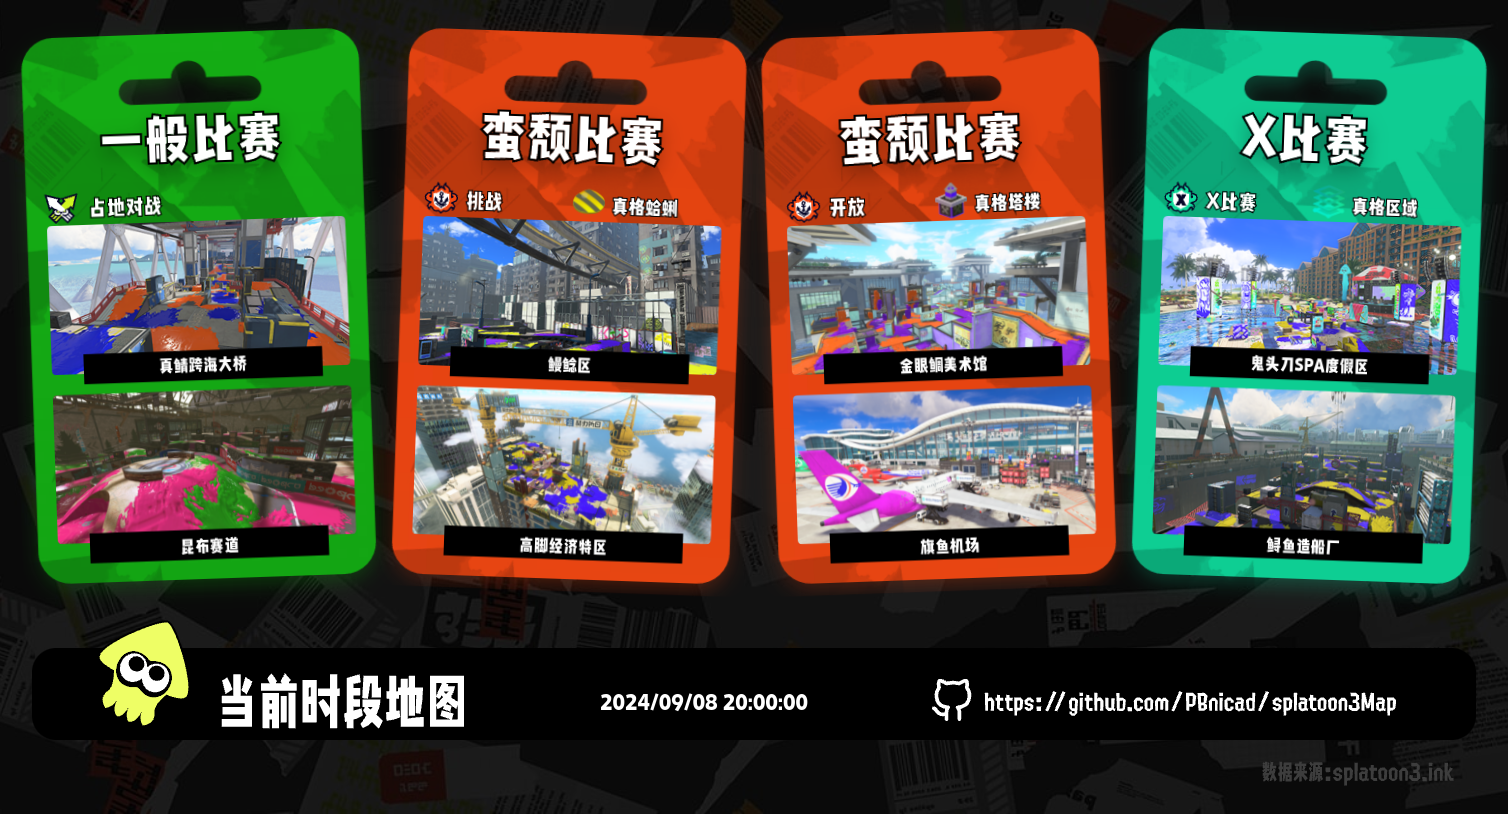 一般比赛
占地对战
真鲷跨海大桥
昆布赛道
蛮颓比赛
挑战
真格蛤蜊
鳗鲶区
高脚经济特区
蛮颓比赛
开放
真格塔楼
金眼鲷美术馆
旗鱼机场
X比赛
X比赛
真格区域
鬼头刀SPA度假区
鲟鱼造船厂
当前时段地图
2024/09/08 20:00:00
https://github.com/PBnicad/splatoon3Map
数据来源:splatoon3.ink